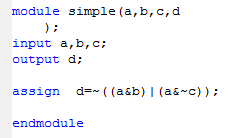 module simple(a,b,c,d
);
input a,b,c;
output d;
assign d=~((a&b)|(a&~c));
endmodule